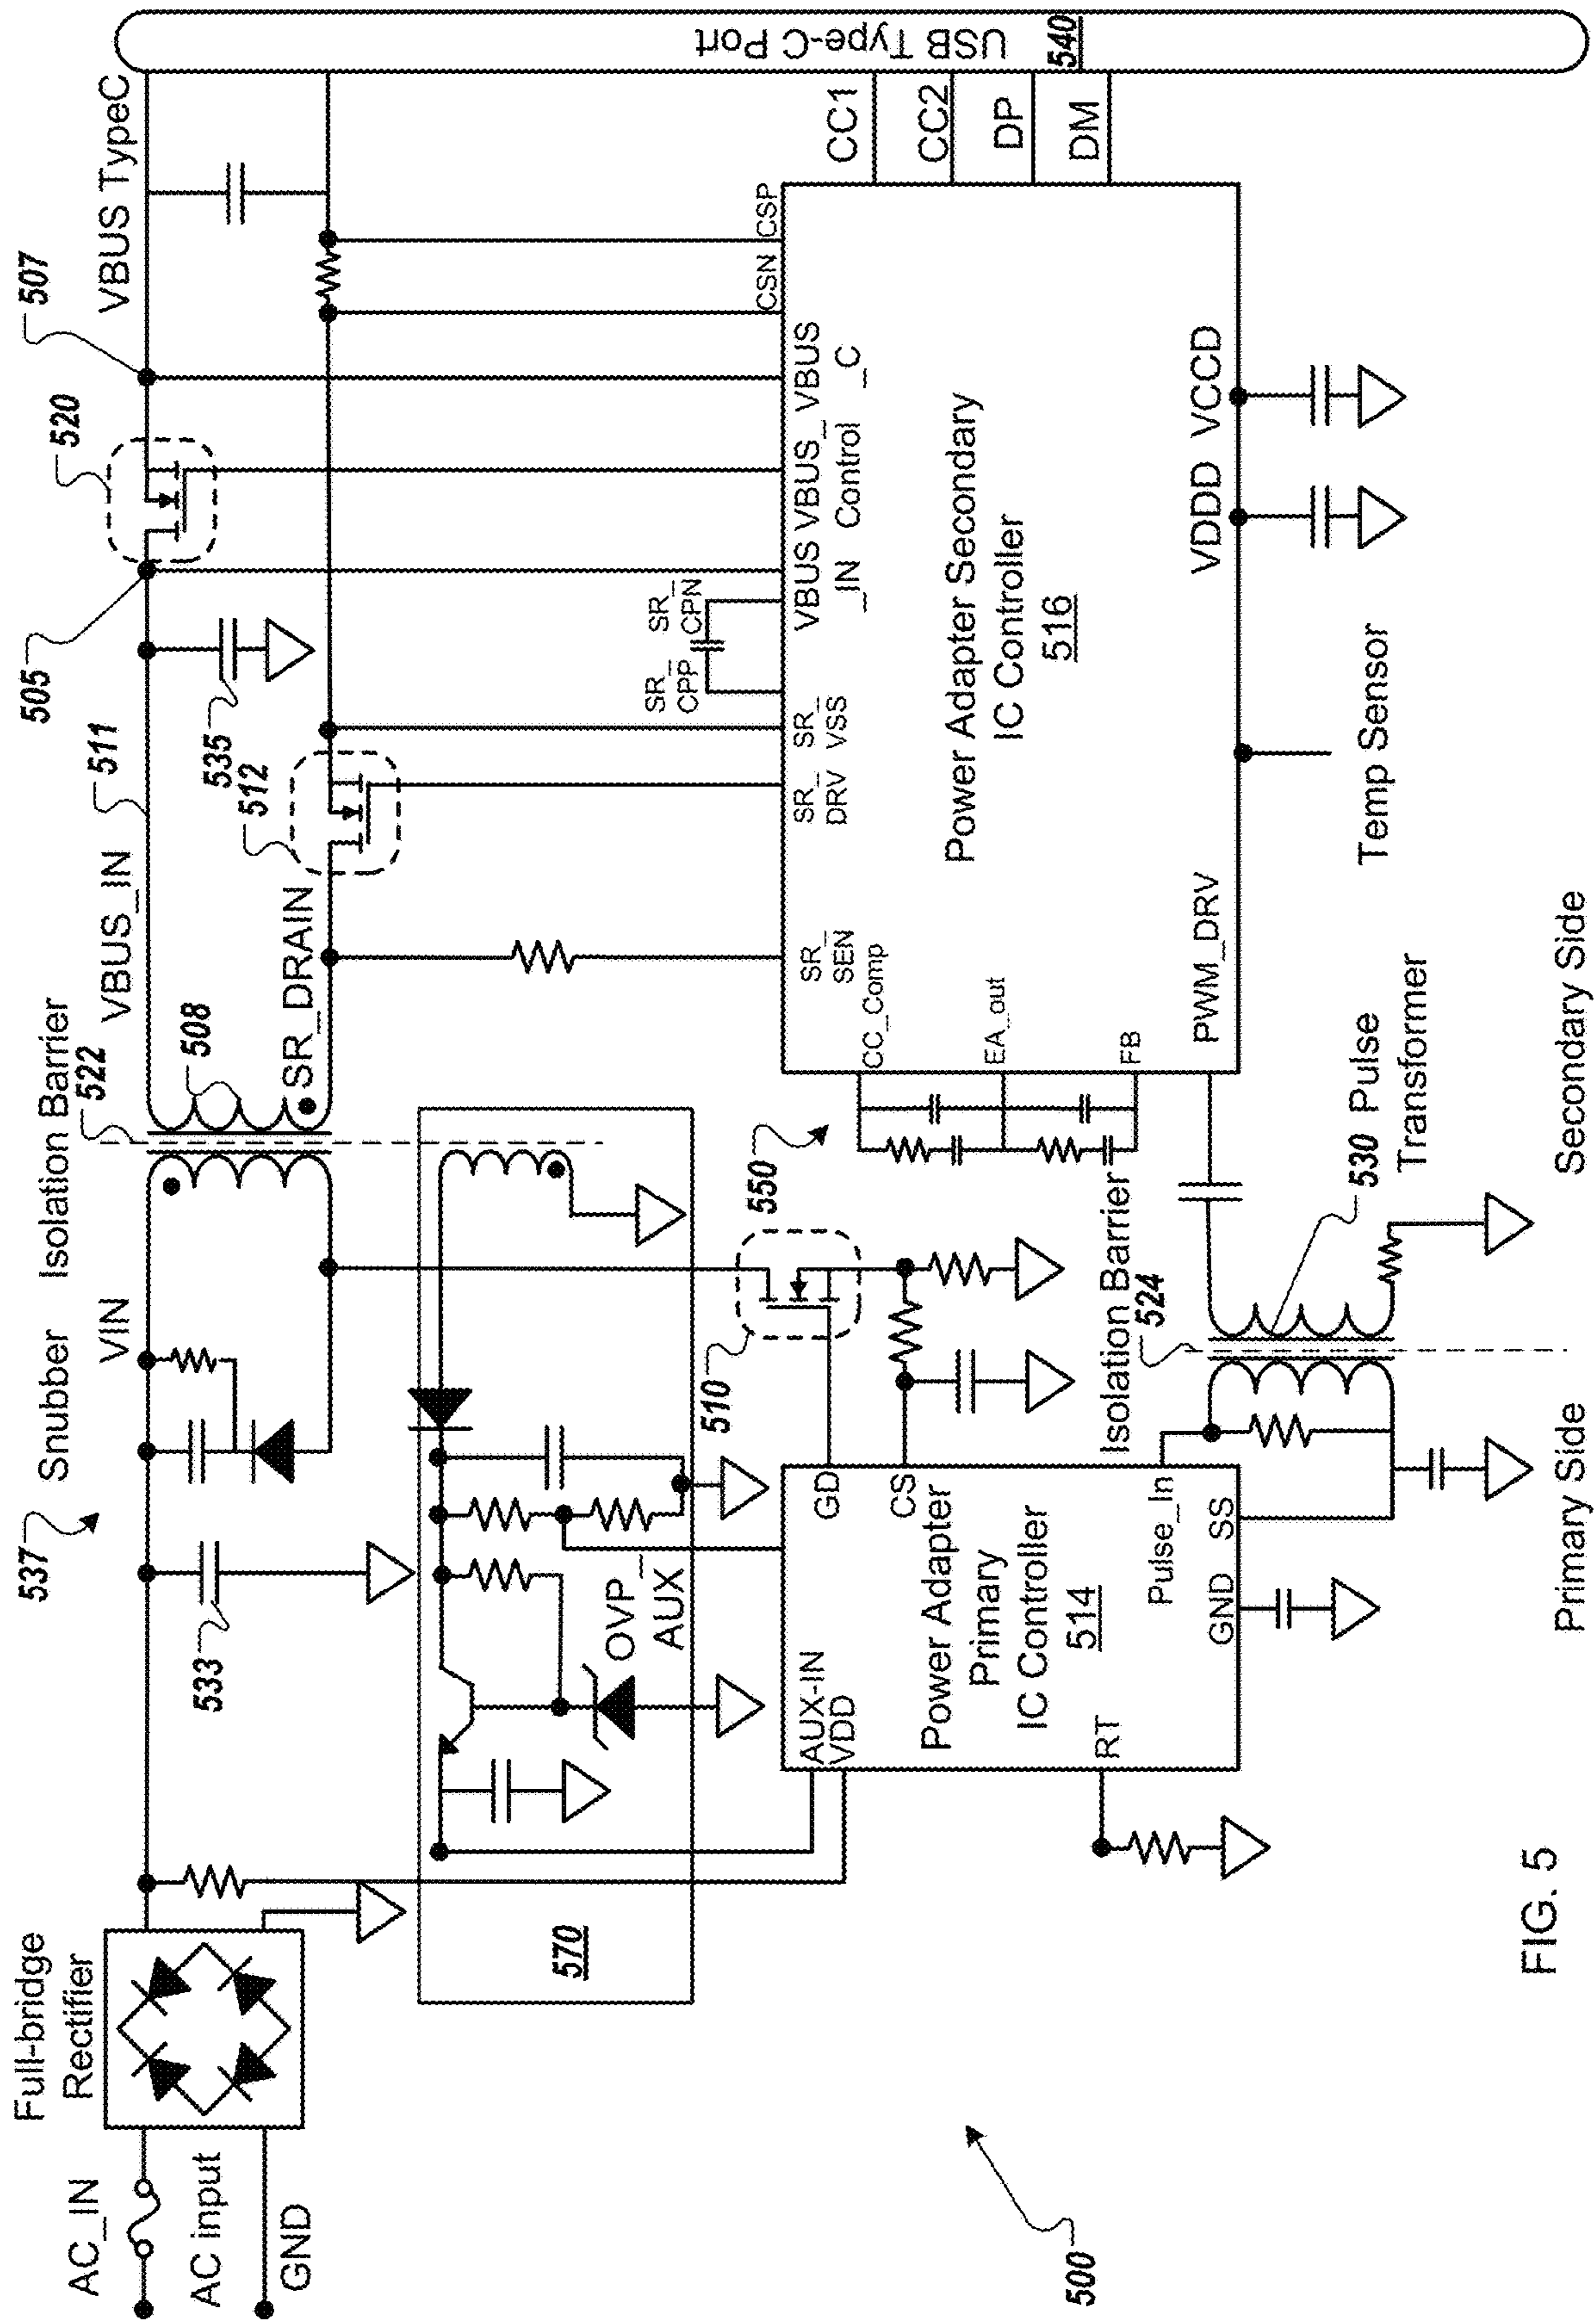 AC_IN
AC input
GND
Full-bridge
Rectifier
537
Snubber
VIN
Isolation Barrier
522
533
508
VBUS_IN
511
SR_DRAIN
505
535
512
520
507
VBUS TypeC
USB Type-C Port
540
570
OVP_
AUX
510
550
AUX-IN
VDD
GD
CS
Power Adapter
Primary
IC Controller
514
RT
Pulse_In
GND
SS
Isolation Barrier
524
530 Pulse
Transformer
SR_
SEN
SR_
DRV
SR_
VSS
SR_
CPP
SR_
CPN
VBUS
_IN
VBUS_
Control
VBUS
_C
CSN
CSP
CC_Comp
EA_out
FB
PWM_DRV
Power Adapter Secondary
IC Controller
516
VDDD
VCCD
CC1
CC2
DP
DM
Temp Sensor
Primary Side
Secondary Side
500
FIG. 5